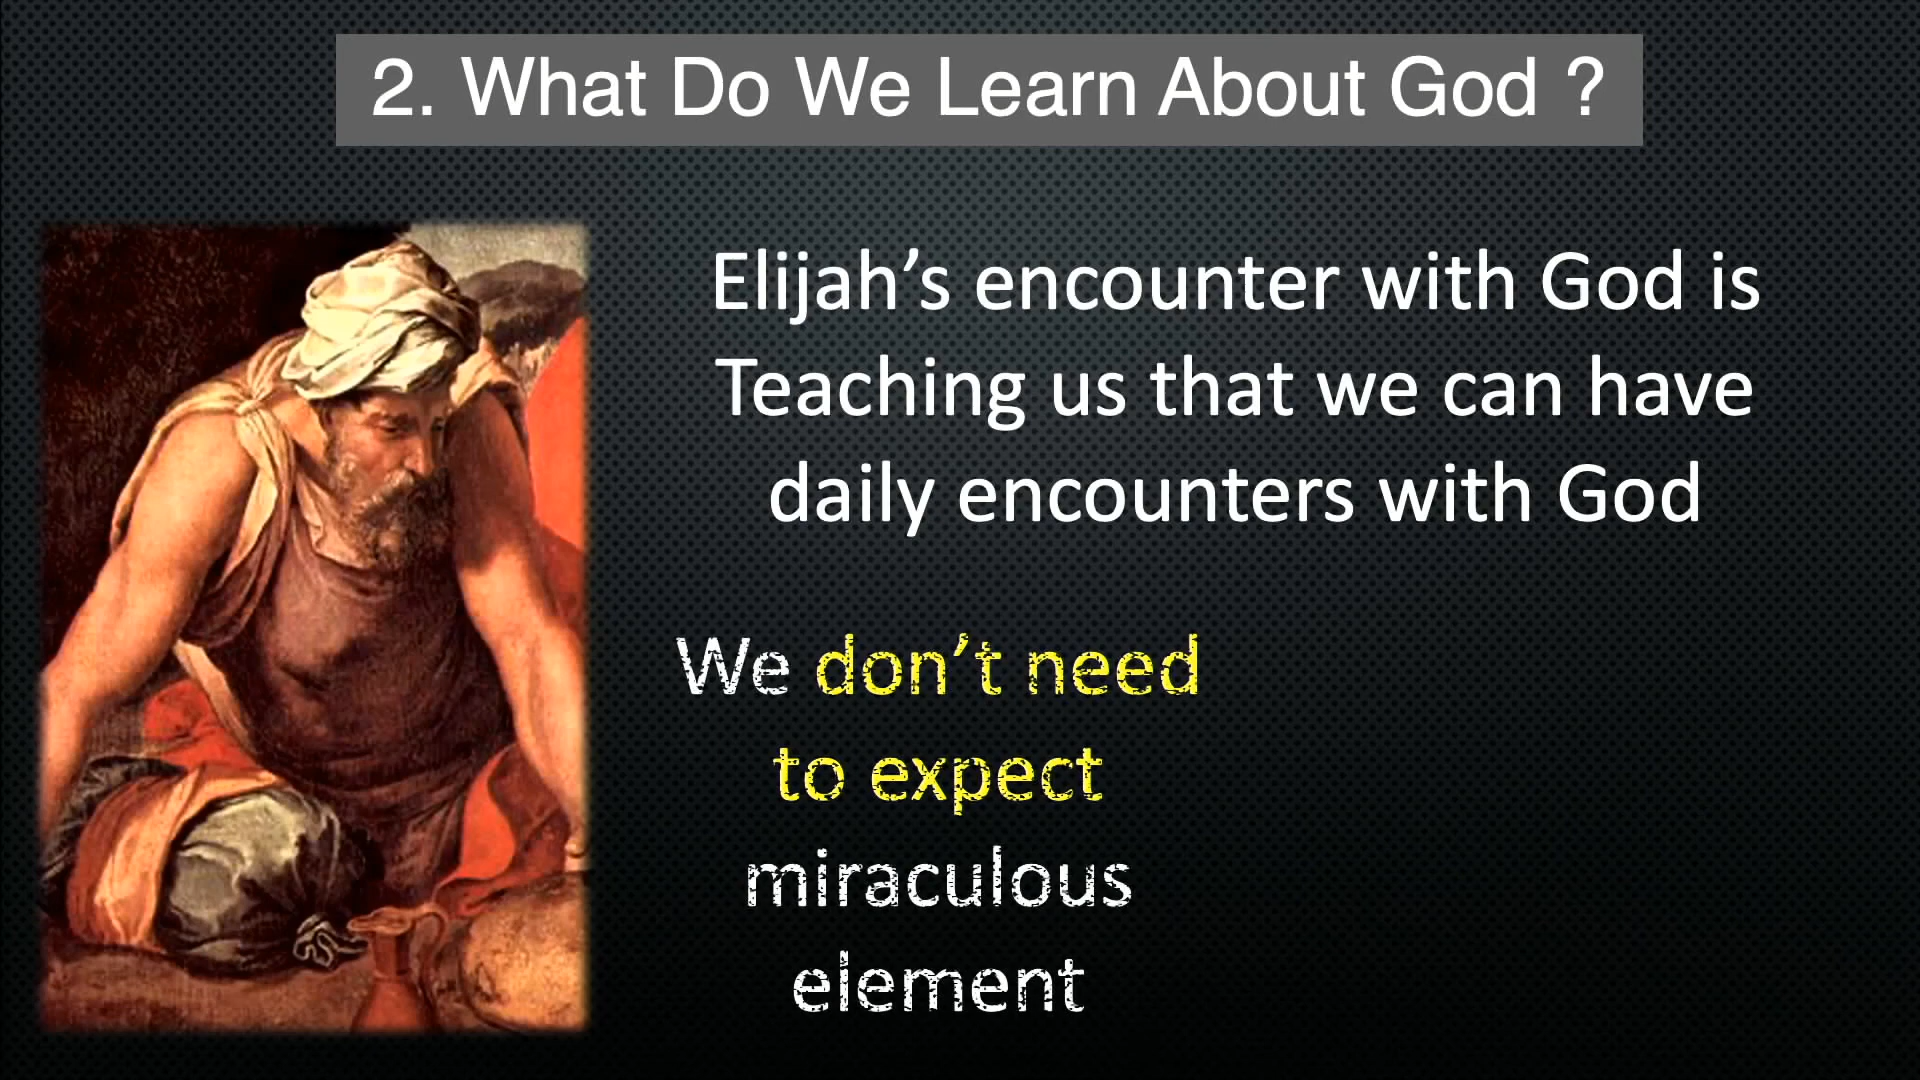 2. What Do We Learn About God ?
Elijah’s encounter with God is
Teaching us that we can have
daily encounters with God
We don’t need
to expect
miraculous
element